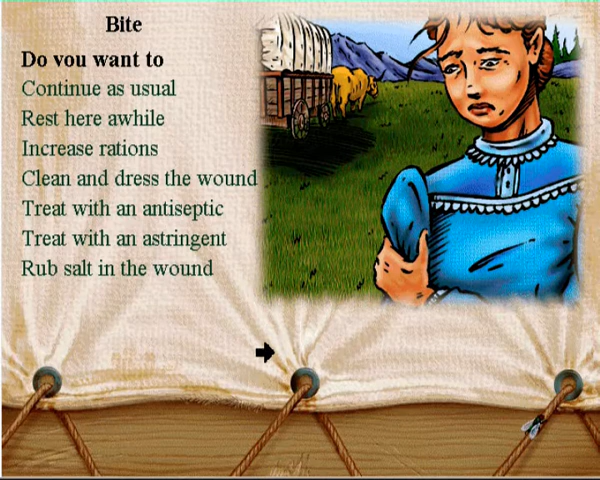 Bite
Do you want to
Continue as usual
Rest here awhile
Increase rations
Clean and dress the wound
Treat with an antiseptic
Treat with an astringent
Rub salt in the wound